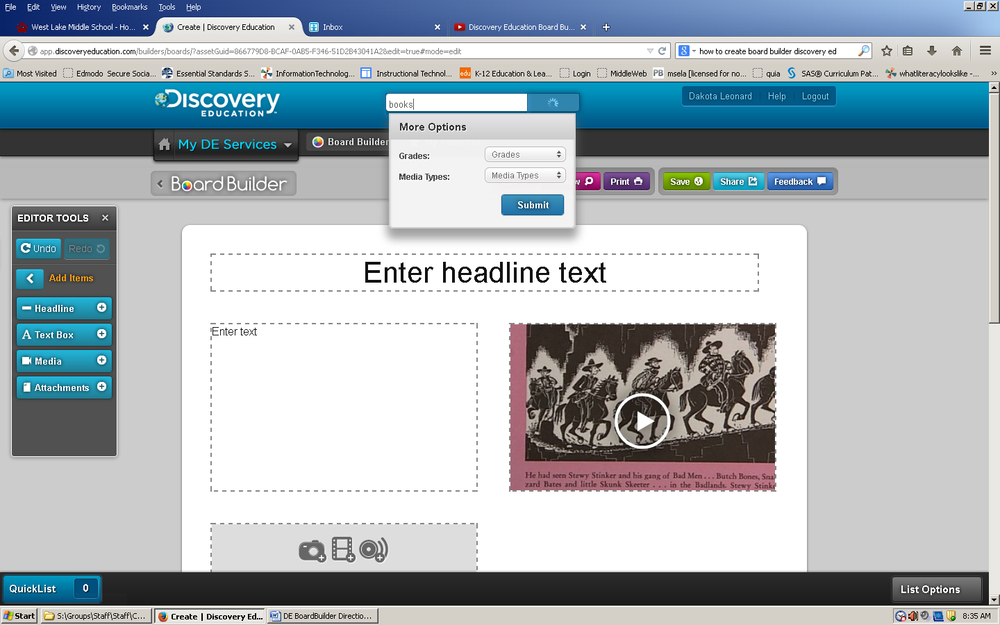 File Edit View History Bookmarks Tools Help
West Lake Middle School - Ho...
Create | Discovery Education
Inbox
Discovery Education Board Bu...
app.discoveryeducation.com/builders/boards/?assetGuid=866779D8-BCAF-0AB5-F346-51D2B43041A2&edit=true#mode=edit
how to create board builder discovery ed
Most Visited
Edmodo Secure Socia...
Essential Standards S...
InformationTechnolog...
Instructional Technol...
edu
K-12 Education & Lea...
Login
MiddleWeb
PB
msela [licensed for no...
quia
SAS® Curriculum Pat...
whatliteracylookslike -...
Discovery
EDUCATION™
books
Dakota Leonard Help Logout
More Options
Grades: Grades
Media Types: Media Types
Submit
My DE Services
Board Builder
BoardBuilder
w
Print
Save
Share
Feedback
EDITOR TOOLS
Undo
Redo
Add Items
Headline
A Text Box
Media
Attachments
Enter headline text
Enter text
He had seen Stewy Stinker and his gang of Bad Men . . . Butch Bones, Sna
zard Bates and little Skunk Skeeter . . . in the Badlands. Stewy Stink
QuickList 0
List Options
Start
S:\Groups\Staff\Staff\C...
Create | Discovery Ed...
DE BoardBuilder Directio...
8:35 AM